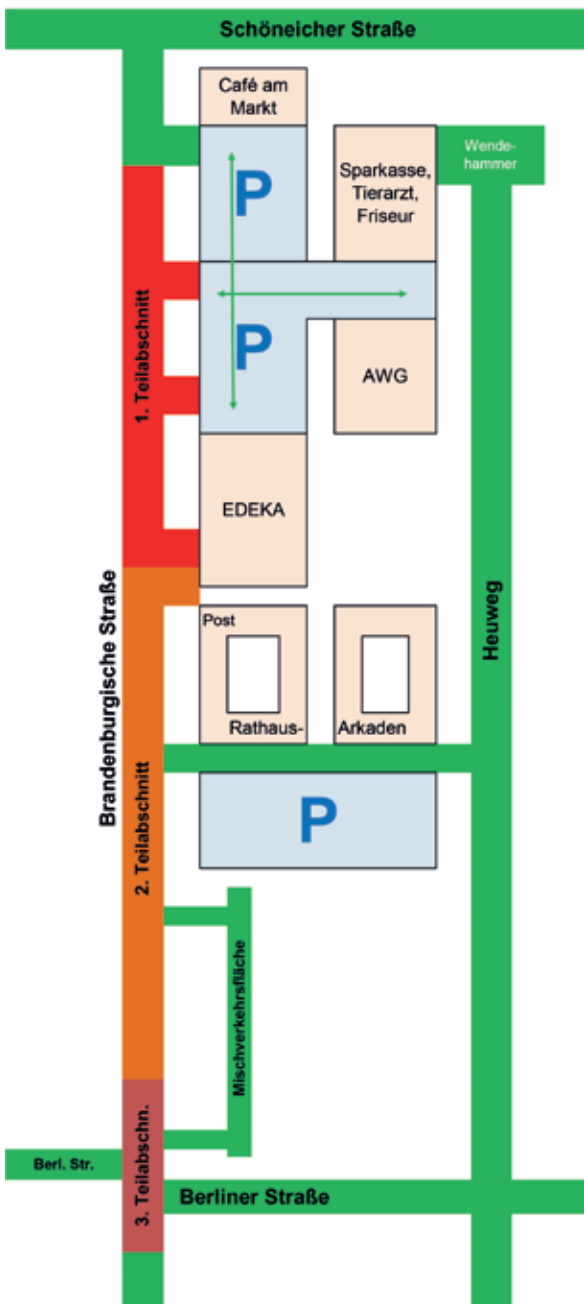 Schöneicher Straße
Café am
Markt
Wende-
hammer
P
Sparkasse,
Tierarzt,
Friseur
P
1. Teilabschnitt
AWG
EDEKA
Brandenburgische Straße
Heuweg
Post
Rathaus-
Arkaden
2. Teilabschnitt
P
Mischverkehrsfläche
3. Teilabschn.
Berl. Str.
Berliner Straße